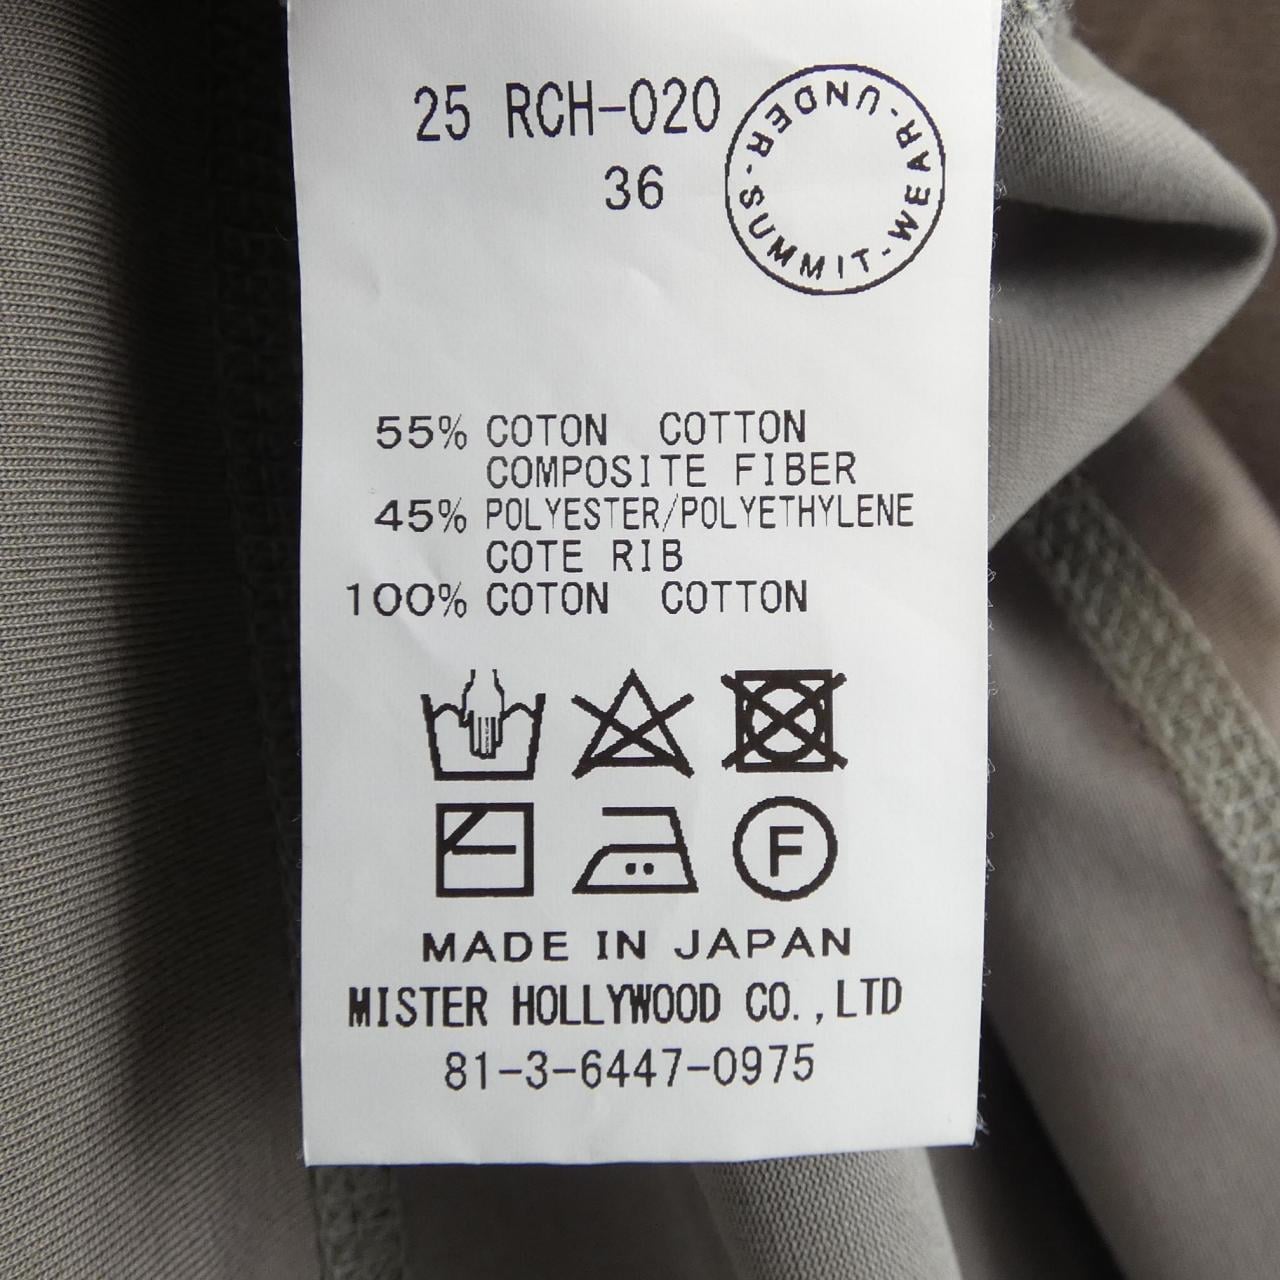 25 RCH-020
36
UNDER·SUMMIT-WEAR-
55% COTON COTTON
COMPOSITE FIBER
45% POLYESTER/POLYETHYLENE
COTE RIB
100% COTON COTTON
F
MADE IN JAPAN
MISTER HOLLYWOOD CO.,LTD
81-3-6447-0975